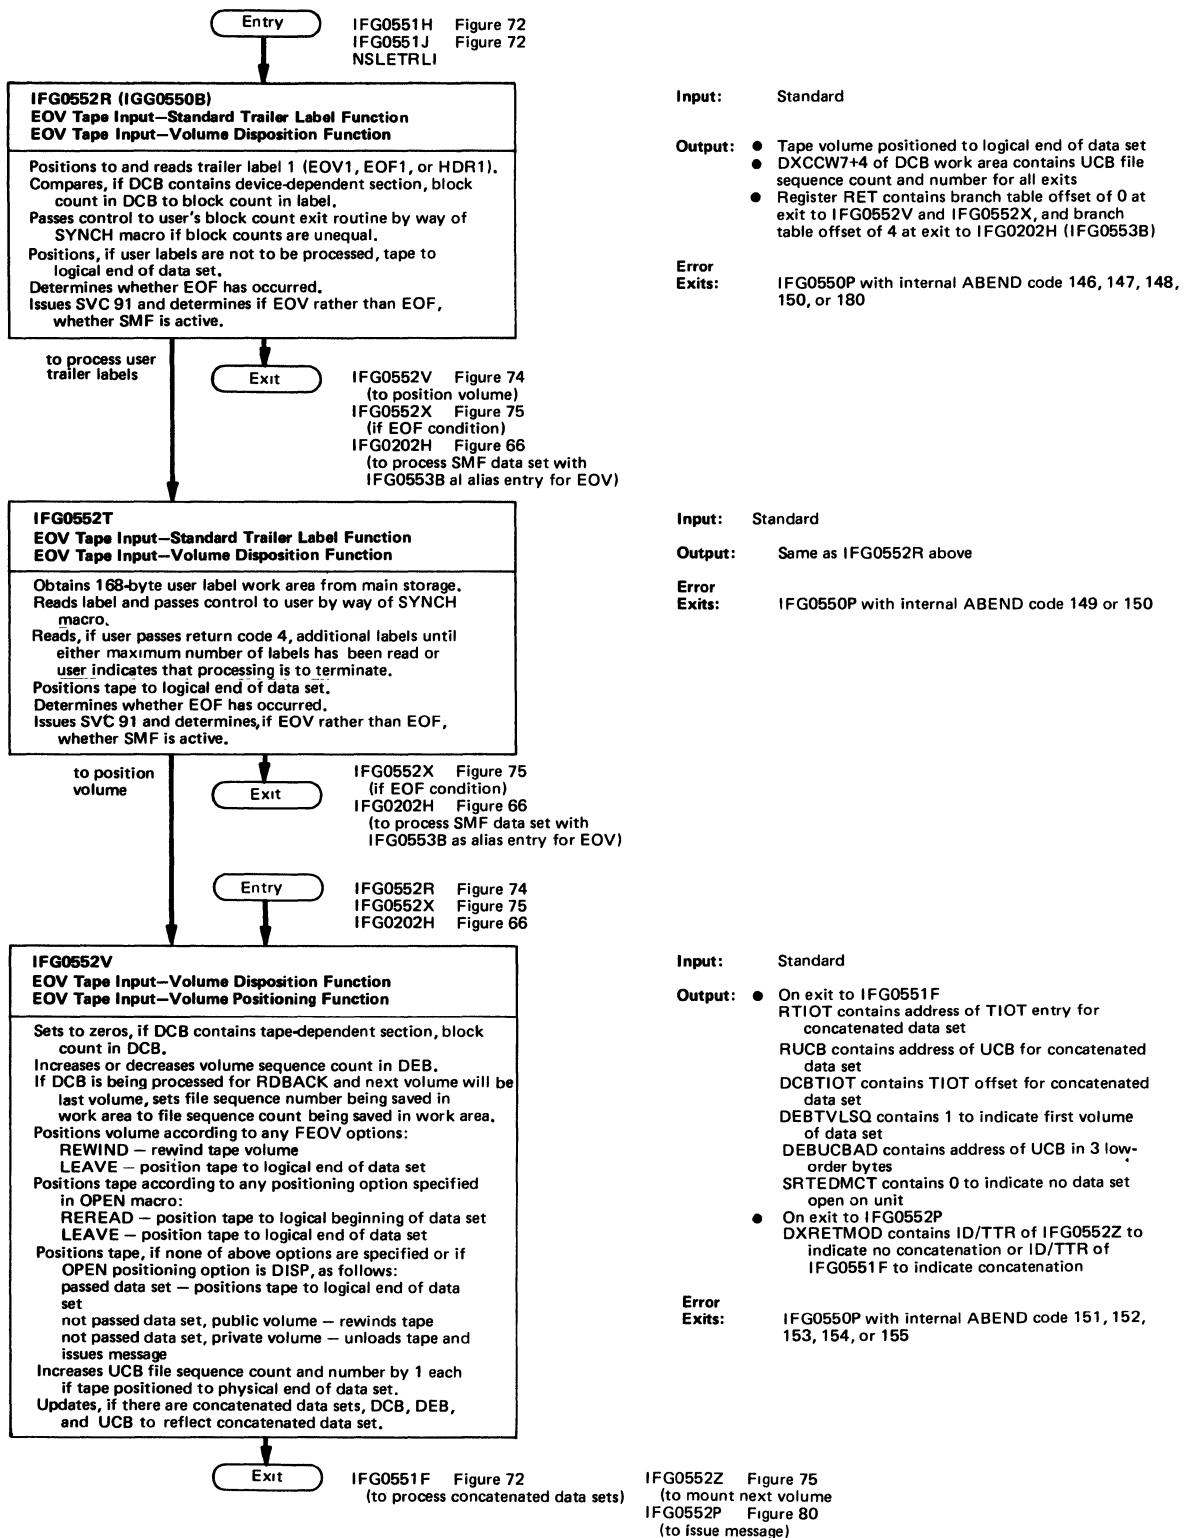 Entry
IFG0551H Figure 72
IFG0551J Figure 72
NSLETRLI
IFG0552R (IGG0550B)
EOV Tape Input—Standard Trailer Label Function
EOV Tape Input—Volume Disposition Function
Positions to and reads trailer label 1 (EOV1, EOF1, or HDR1).
Compares, if DCB contains device-dependent section, block
count in DCB to block count in label.
Passes control to user's block count exit routine by way of
SYNCH macro if block counts are unequal.
Positions, if user labels are not to be processed, tape to
logical end of data set.
Determines whether EOF has occurred.
Issues SVC 91 and determines if EOV rather than EOF,
whether SMF is active.
Input: Standard
Output: ● Tape volume positioned to logical end of data set
● DXCCW7+4 of DCB work area contains UCB file
sequence count and number for all exits
● Register RET contains branch table offset of 0 at
exit to IFG0552V and IFG0552X, and branch
table offset of 4 at exit to IFG0202H (IFG0553B)
Error
Exits: IFG0550P with internal ABEND code 146, 147, 148,
150, or 180
to process user
trailer labels
Exit
IFG0552V Figure 74
(to position volume)
IFG0552X Figure 75
(if EOF condition)
IFG0202H Figure 66
(to process SMF data set with
IFG0553B al alias entry for EOV)
IFG0552T
EOV Tape Input—Standard Trailer Label Function
EOV Tape Input—Volume Disposition Function
Obtains 168-byte user label work area from main storage.
Reads label and passes control to user by way of SYNCH
macro.
Reads, if user passes return code 4, additional labels until
either maximum number of labels has been read or
user indicates that processing is to terminate.
Positions tape to logical end of data set.
Determines whether EOF has occurred.
Issues SVC 91 and determines, if EOV rather than EOF,
whether SMF is active.
Input: Standard
Output: Same as IFG0552R above
Error
Exits: IFG0550P with internal ABEND code 149 or 150
to position
volume
Exit
IFG0552X Figure 75
(if EOF condition)
IFG0202H Figure 66
(to process SMF data set with
IFG0553B as alias entry for EOV)
Entry
IFG0552R Figure 74
IFG0552X Figure 75
IFG0202H Figure 66
IFG0552V
EOV Tape Input—Volume Disposition Function
EOV Tape Input—Volume Positioning Function
Sets to zeros, if DCB contains tape-dependent section, block
count in DCB.
Increases or decreases volume sequence count in DEB.
If DCB is being processed for RDBACK and next volume will be
last volume, sets file sequence number being saved in
work area to file sequence count being saved in work area.
Positions volume according to any FEOV options:
REWIND — rewind tape volume
LEAVE — position tape to logical end of data set
Positions tape according to any positioning option specified
in OPEN macro:
REREAD — position tape to logical beginning of data set
LEAVE — position tape to logical end of data set
Positions tape, if none of above options are specified or if
OPEN positioning option is DISP, as follows:
passed data set — positions tape to logical end of data
set
not passed data set, public volume — rewinds tape
not passed data set, private volume — unloads tape and
issues message
Increases UCB file sequence count and number by 1 each
if tape positioned to physical end of data set.
Updates, if there are concatenated data sets, DCB, DEB,
and UCB to reflect concatenated data set.
Input: Standard
Output: ● On exit to IFG0551F
RTIOT contains address of TIOT entry for
concatenated data set
RUCB contains address of UCB for concatenated
data set
DCBTIOT contains TIOT offset for concatenated
data set
DEBTVLSQ contains 1 to indicate first volume
of data set
DEBUCBAD contains address of UCB in 3 low-
order bytes
SRTEDMCT contains 0 to indicate no data set
open on unit
● On exit to IFG0552P
DXRETMOD contains ID/TTR of IFG0552Z to
indicate no concatenation or ID/TTR of
IFG0551F to indicate concatenation
Error
Exits: IFG0550P with internal ABEND code 151, 152,
153, 154, or 155
Exit
IFG0551F Figure 72
(to process concatenated data sets)
IFG0552Z Figure 75
(to mount next volume
IFG0552P Figure 80
(to issue message)